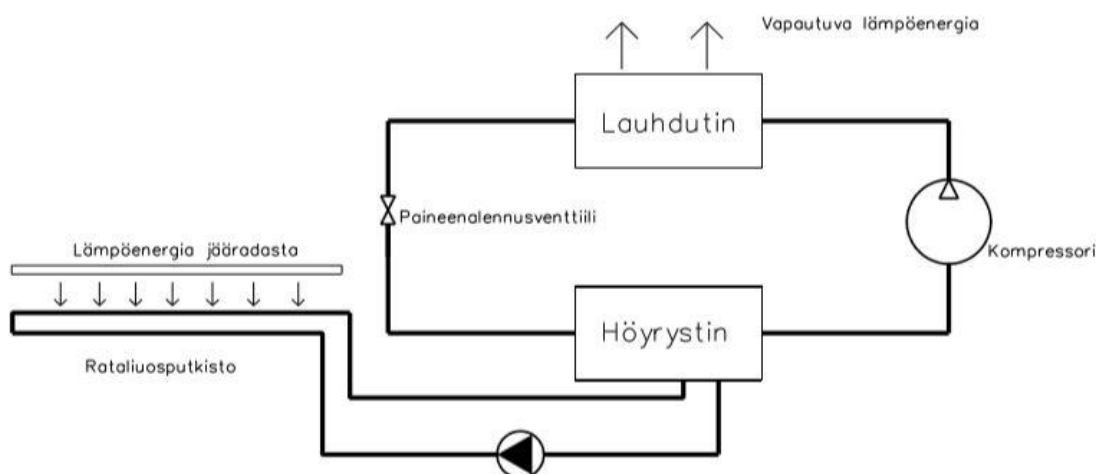 Vapautuva lämpöenergia
Lauhdutin
Paineenalennusventtiili
Kompressori
Lämpöenergia jääradasta
Höyrystin
Rataliuosputkisto